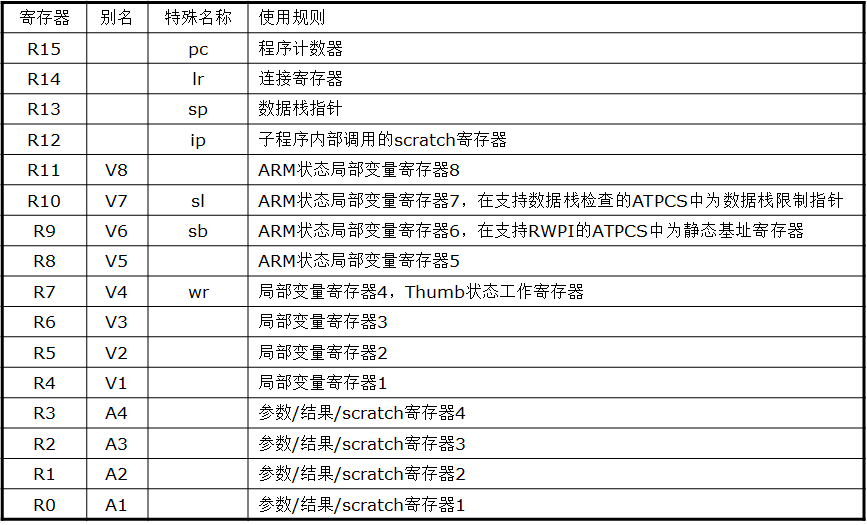 寄存器 别名 特殊名称 使用规则
R15 pc 程序计数器
R14 lr 连接寄存器
R13 sp 数据栈指针
R12 ip 子程序内部调用的scratch寄存器
R11 V8 ARM状态局部变量寄存器8
R10 V7 sl ARM状态局部变量寄存器7，在支持数据栈检查的ATPCS中为数据栈限制指针
R9 V6 sb ARM状态局部变量寄存器6，在支持RWPI的ATPCS中为静态基址寄存器
R8 V5 ARM状态局部变量寄存器5
R7 V4 wr 局部变量寄存器4，Thumb状态工作寄存器
R6 V3 局部变量寄存器3
R5 V2 局部变量寄存器2
R4 V1 局部变量寄存器1
R3 A4 参数/结果/scratch寄存器4
R2 A3 参数/结果/scratch寄存器3
R1 A2 参数/结果/scratch寄存器2
R0 A1 参数/结果/scratch寄存器1